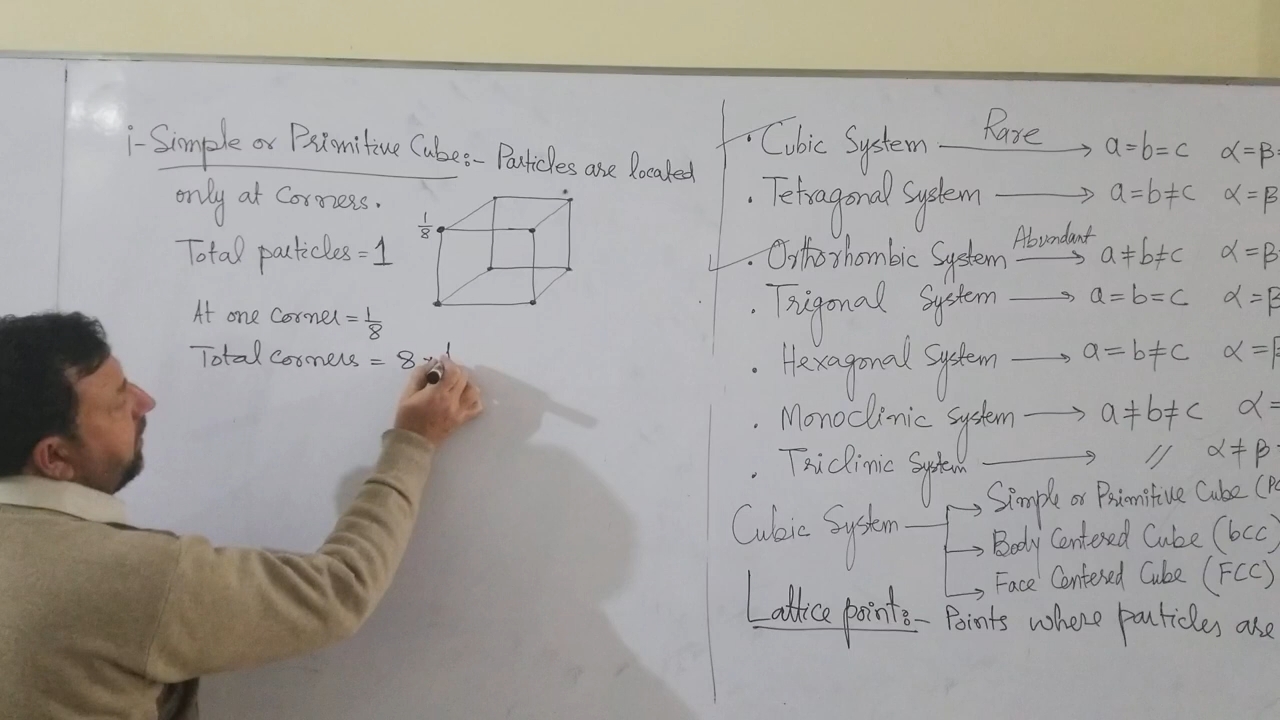 i- Simple or Primitive Cube:- Particles are located
only at corners.
1/8
Total particles = 1
At one corner = 1/8
Total corners = 8 × 1
· Cubic System —Rare→ a = b = c α = β
· Tetragonal System → a = b ≠ c α = β
· Orthorhombic System —Abundant→ a ≠ b ≠ c α = β
· Trigonal System → a = b = c α = β
· Hexagonal System → a = b ≠ c α = β
· Monoclinic System → a ≠ b ≠ c α =
· Triclinic System → // α ≠ β
Cubic System
→ Simple or Primitive Cube (
→ Body Centered Cube (bCC)
→ Face Centered Cube (FCC)
Lattice point:- Points where particles are